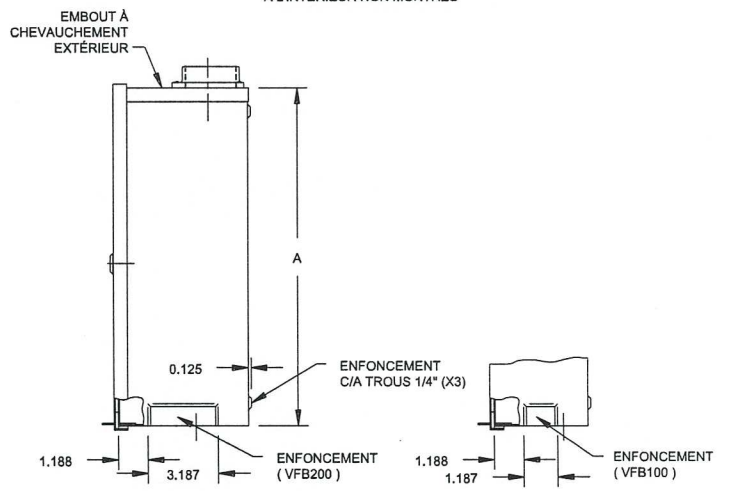 EMBOUT À
CHEVAUCHEMENT
EXTÉRIEUR
A
0.125
ENFONCEMENT
C/A TROUS 1/4" (X3)
1.188
3.187
ENFONCEMENT
( VFB200 )
1.188
1.187
ENFONCEMENT
( VFB100 )